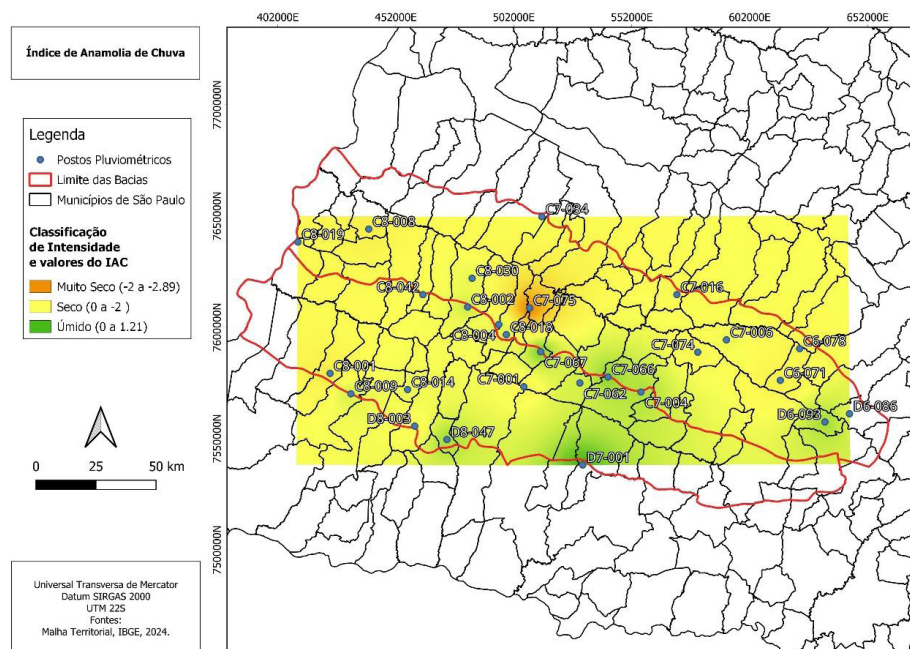 Índice de Anamolia de Chuva
Legenda
Postos Pluviométricos
Limite das Bacias
Municípios de São Paulo
Classificação
de Intensidade
e valores do IAC
Muito Seco (-2 a -2.89)
Seco (0 a -2 )
Úmido (0 a 1.21)
0 25 50 km
Universal Transversa de Mercator
Datum SIRGAS 2000
UTM 22S
Fontes:
Malha Territorial, IBGE, 2024.
402000E 452000E 502000E 552000E 602000E 652000E
7700000N
7650000N
7600000N
7550000N
7500000N
C7-034
C8-008
C8-019
C8-030
C8-042
C7-016
C8-002
C7-075
C8-018
C8-004
C7-006
C6-078
C7-074
C7-067
C8-001
C7-066
C6-071
C8-014
C7-001
C8-009
C7-062
C7-004
D6-086
D6-093
D8-003
D8-047
D7-001